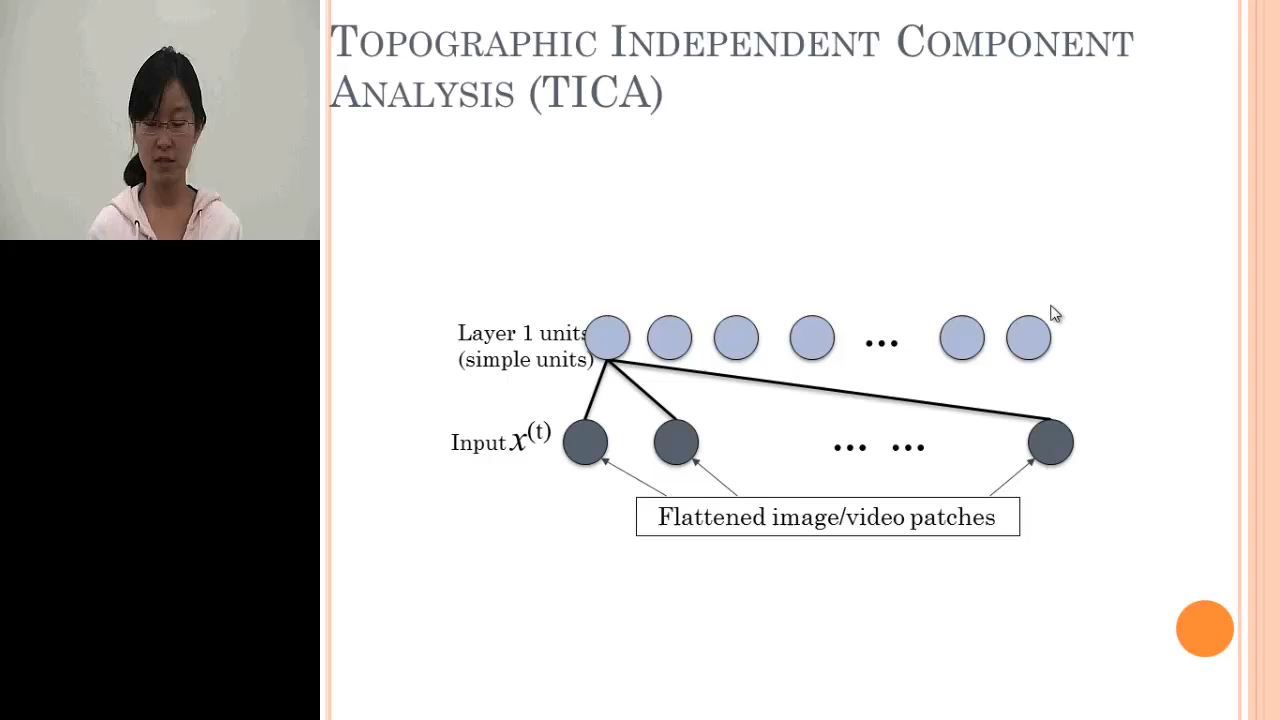 TOPOGRAPHIC INDEPENDENT COMPONENT
ANALYSIS (TICA)
Layer 1 units
(simple units)
...
Input x(t)
... ...
Flattened image/video patches